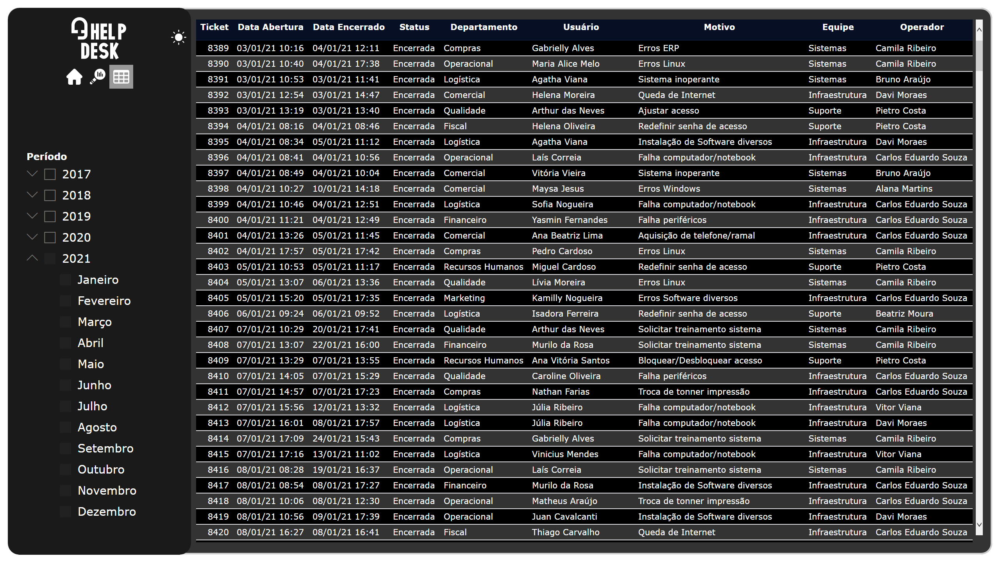 HELP
DESK
Período
2017
2018
2019
2020
2021
Janeiro
Fevereiro
Março
Abril
Maio
Junho
Julho
Agosto
Setembro
Outubro
Novembro
Dezembro
Ticket Data Abertura Data Encerrado Status Departamento Usuário Motivo Equipe Operador
8389 03/01/21 10:16 04/01/21 12:11 Encerrada Compras Gabrielly Alves Erros ERP Sistemas Camila Ribeiro
8390 03/01/21 10:40 04/01/21 17:38 Encerrada Operacional Maria Alice Melo Erros Linux Sistemas Camila Ribeiro
8391 03/01/21 10:53 03/01/21 11:41 Encerrada Logística Agatha Viana Sistema inoperante Sistemas Bruno Araújo
8392 03/01/21 12:54 03/01/21 14:47 Encerrada Comercial Helena Moreira Queda de Internet Infraestrutura Davi Moraes
8393 03/01/21 13:19 03/01/21 13:40 Encerrada Qualidade Arthur das Neves Ajustar acesso Suporte Pietro Costa
8394 04/01/21 08:16 04/01/21 08:46 Encerrada Fiscal Helena Oliveira Redefinir senha de acesso Suporte Pietro Costa
8395 04/01/21 08:34 05/01/21 11:12 Encerrada Logística Agatha Viana Instalação de Software diversos Infraestrutura Davi Moraes
8396 04/01/21 08:41 04/01/21 10:56 Encerrada Operacional Laís Correia Falha computador/notebook Infraestrutura Carlos Eduardo Souza
8397 04/01/21 08:49 04/01/21 10:04 Encerrada Comercial Vitória Vieira Sistema inoperante Sistemas Bruno Araújo
8398 04/01/21 10:27 10/01/21 14:18 Encerrada Comercial Maysa Jesus Erros Windows Sistemas Alana Martins
8399 04/01/21 10:46 04/01/21 12:51 Encerrada Logística Sofia Nogueira Falha computador/notebook Infraestrutura Carlos Eduardo Souza
8400 04/01/21 11:21 04/01/21 12:49 Encerrada Financeiro Yasmin Fernandes Falha periféricos Infraestrutura Carlos Eduardo Souza
8401 04/01/21 13:26 05/01/21 11:45 Encerrada Comercial Ana Beatriz Lima Aquisição de telefone/ramal Infraestrutura Carlos Eduardo Souza
8402 04/01/21 17:57 05/01/21 17:42 Encerrada Compras Pedro Cardoso Erros Linux Sistemas Camila Ribeiro
8403 05/01/21 10:53 05/01/21 11:17 Encerrada Recursos Humanos Miguel Cardoso Redefinir senha de acesso Suporte Pietro Costa
8404 05/01/21 13:07 06/01/21 13:36 Encerrada Qualidade Lívia Moreira Erros Linux Sistemas Camila Ribeiro
8405 05/01/21 15:20 05/01/21 17:35 Encerrada Marketing Kamilly Nogueira Erros Software diversos Infraestrutura Carlos Eduardo Souza
8406 06/01/21 09:24 06/01/21 09:52 Encerrada Logística Isadora Ferreira Redefinir senha de acesso Suporte Beatriz Moura
8407 07/01/21 10:29 20/01/21 17:41 Encerrada Qualidade Arthur das Neves Solicitar treinamento sistema Sistemas Camila Ribeiro
8408 07/01/21 13:07 22/01/21 16:00 Encerrada Financeiro Murilo da Rosa Solicitar treinamento sistema Sistemas Camila Ribeiro
8409 07/01/21 13:29 07/01/21 13:55 Encerrada Recursos Humanos Ana Vitória Santos Bloquear/Desbloquear acesso Suporte Pietro Costa
8410 07/01/21 14:05 07/01/21 15:29 Encerrada Qualidade Caroline Oliveira Falha periféricos Infraestrutura Carlos Eduardo Souza
8411 07/01/21 14:57 07/01/21 17:23 Encerrada Compras Nathan Farias Troca de tonner impressão Infraestrutura Carlos Eduardo Souza
8412 07/01/21 15:56 12/01/21 13:32 Encerrada Logística Júlia Ribeiro Falha computador/notebook Infraestrutura Vitor Viana
8413 07/01/21 16:01 08/01/21 17:57 Encerrada Logística Júlia Ribeiro Falha computador/notebook Infraestrutura Davi Moraes
8414 07/01/21 17:09 24/01/21 15:43 Encerrada Compras Gabrielly Alves Solicitar treinamento sistema Sistemas Camila Ribeiro
8415 07/01/21 17:16 13/01/21 11:02 Encerrada Logística Vinicius Mendes Falha computador/notebook Infraestrutura Vitor Viana
8416 08/01/21 08:28 19/01/21 16:37 Encerrada Operacional Laís Correia Solicitar treinamento sistema Sistemas Camila Ribeiro
8417 08/01/21 08:54 08/01/21 17:27 Encerrada Financeiro Murilo da Rosa Instalação de Software diversos Infraestrutura Carlos Eduardo Souza
8418 08/01/21 10:06 08/01/21 12:30 Encerrada Operacional Matheus Araújo Troca de tonner impressão Infraestrutura Carlos Eduardo Souza
8419 08/01/21 10:56 09/01/21 17:39 Encerrada Operacional Juan Cavalcanti Instalação de Software diversos Infraestrutura Davi Moraes
8420 08/01/21 16:27 08/01/21 16:41 Encerrada Fiscal Thiago Carvalho Queda de Internet Infraestrutura Carlos Eduardo Souza